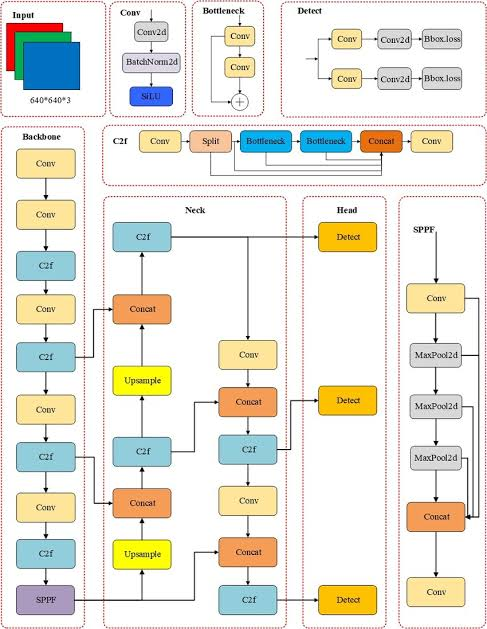 Input
640*640*3
Conv
Conv2d
BatchNorm2d
SiLU
Bottleneck
Conv
Conv
Detect
Conv
Conv2d
Bbox.loss
Conv
Conv2d
Bbox.loss
C2f
Conv
Split
Bottleneck
Bottleneck
Concat
Conv
Backbone
Conv
Conv
C2f
Conv
C2f
Conv
C2f
Conv
C2f
SPPF
Neck
C2f
Concat
Upsample
C2f
Concat
Upsample
Conv
Concat
C2f
Conv
Concat
C2f
Head
Detect
Detect
Detect
SPPF
Conv
MaxPool2d
MaxPool2d
MaxPool2d
Concat
Conv